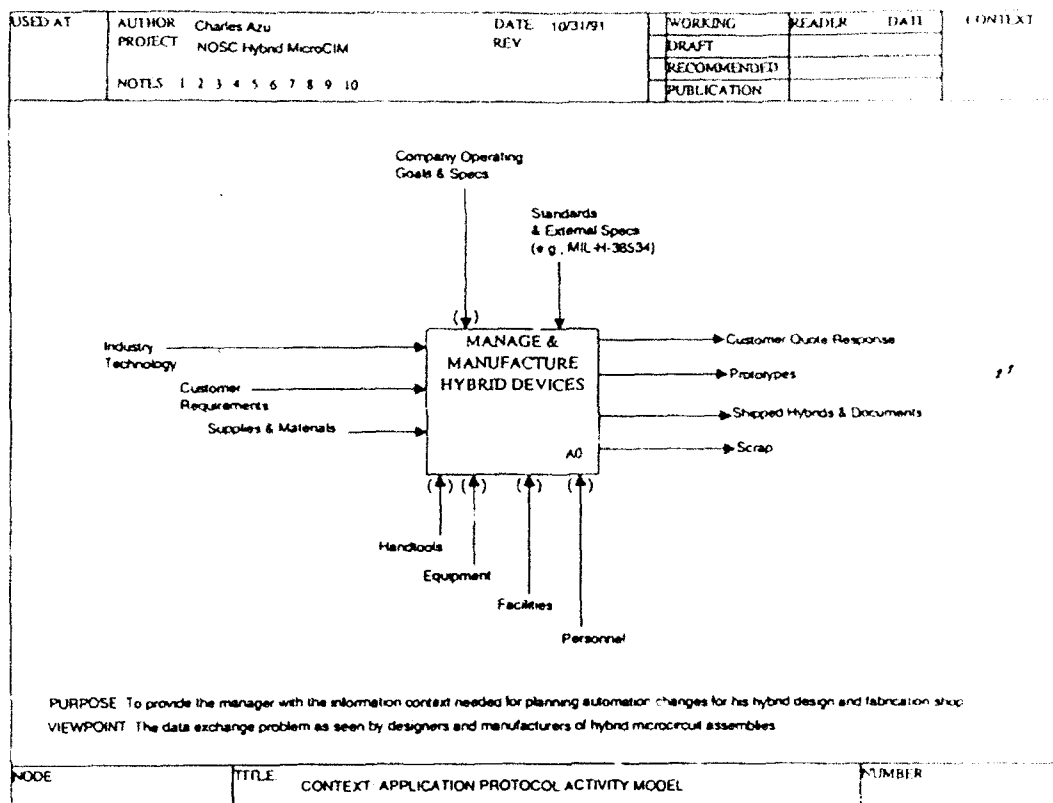 USED AT
AUTHOR Charles Azu
DATE 10/31/91
PROJECT NOSC Hybrid MicroCIM
REV
NOTES 1 2 3 4 5 6 7 8 9 10
WORKING
DRAFT
RECOMMENDED
PUBLICATION
READER DATE
CONTEXT
Company Operating
Goals & Specs
Standards
& External Specs
(e.g., MIL-H-38534)
( )
MANAGE &
MANUFACTURE
HYBRID DEVICES
A0
Industry
Technology
Customer
Requirements
Supplies & Materials
Customer Quote Response
Prototypes
Shipped Hybrids & Documents
Scrap
( ) ( ) ( ) ( )
Handtools
Equipment
Facilities
Personnel
PURPOSE To provide the manager with the information context needed for planning automation changes for his hybrid design and fabrication shop
VIEWPOINT The data exchange problem as seen by designers and manufacturers of hybrid microcircuit assemblies
NODE
TITLE CONTEXT APPLICATION PROTOCOL ACTIVITY MODEL
NUMBER